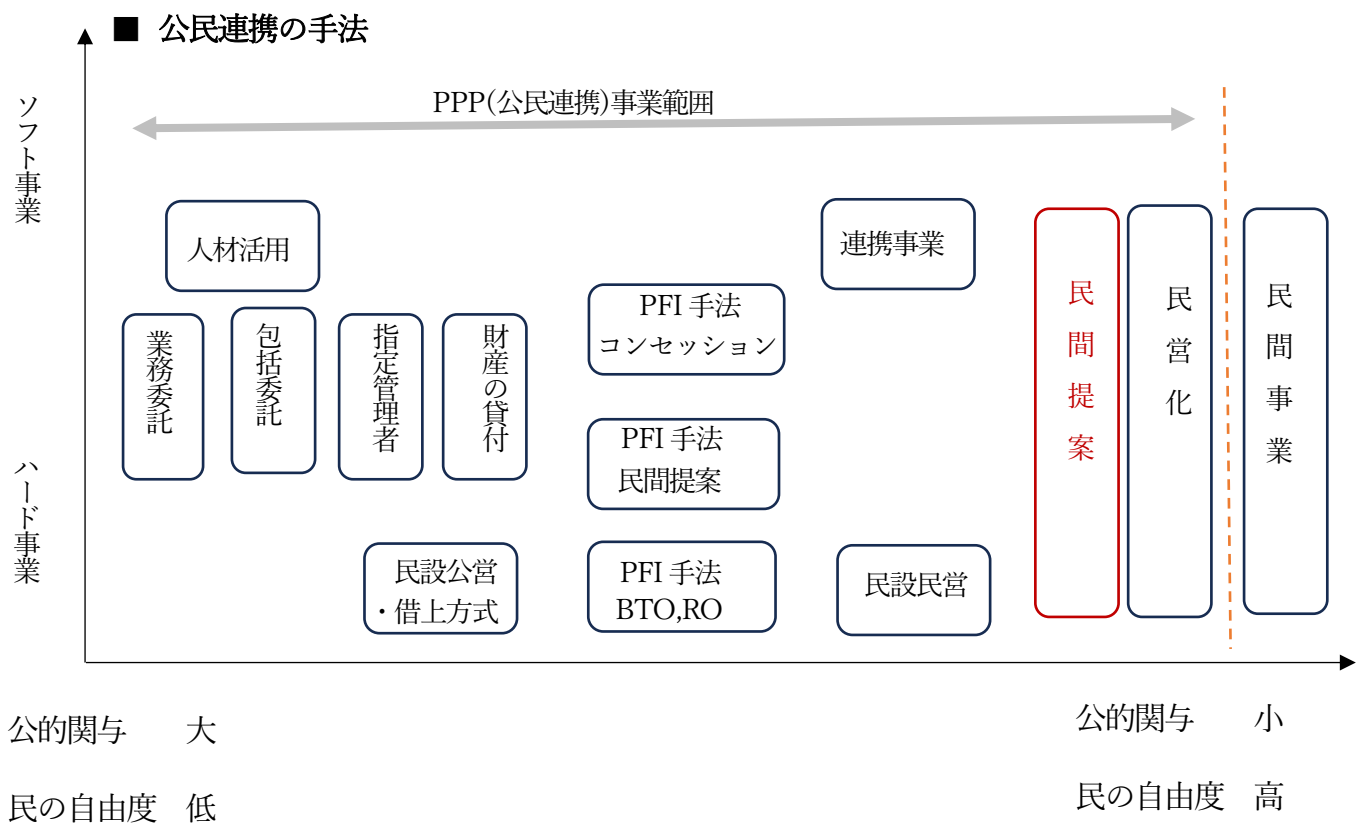 ■ 公民連携の手法
PPP(公民連携)事業範囲
ソフト事業
ハード事業
人材活用
業務委託
包括委託
指定管理者
財産の貸付
民設公営
・借上方式
PFI 手法
コンセッション
PFI 手法
民間提案
PFI 手法
BTO,RO
連携事業
民設民営
民間提案
民営化
民間事業
公的関与 大
民の自由度 低
公的関与 小
民の自由度 高